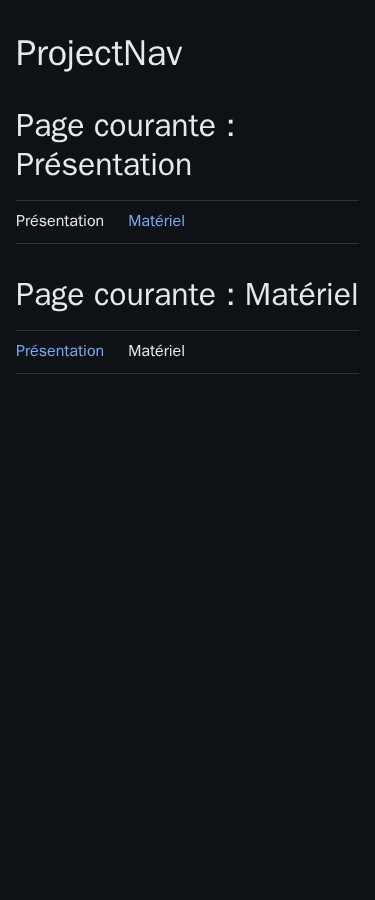 ProjectNav
Page courante :
Présentation
Présentation Matériel
Page courante : Matériel
Présentation Matériel